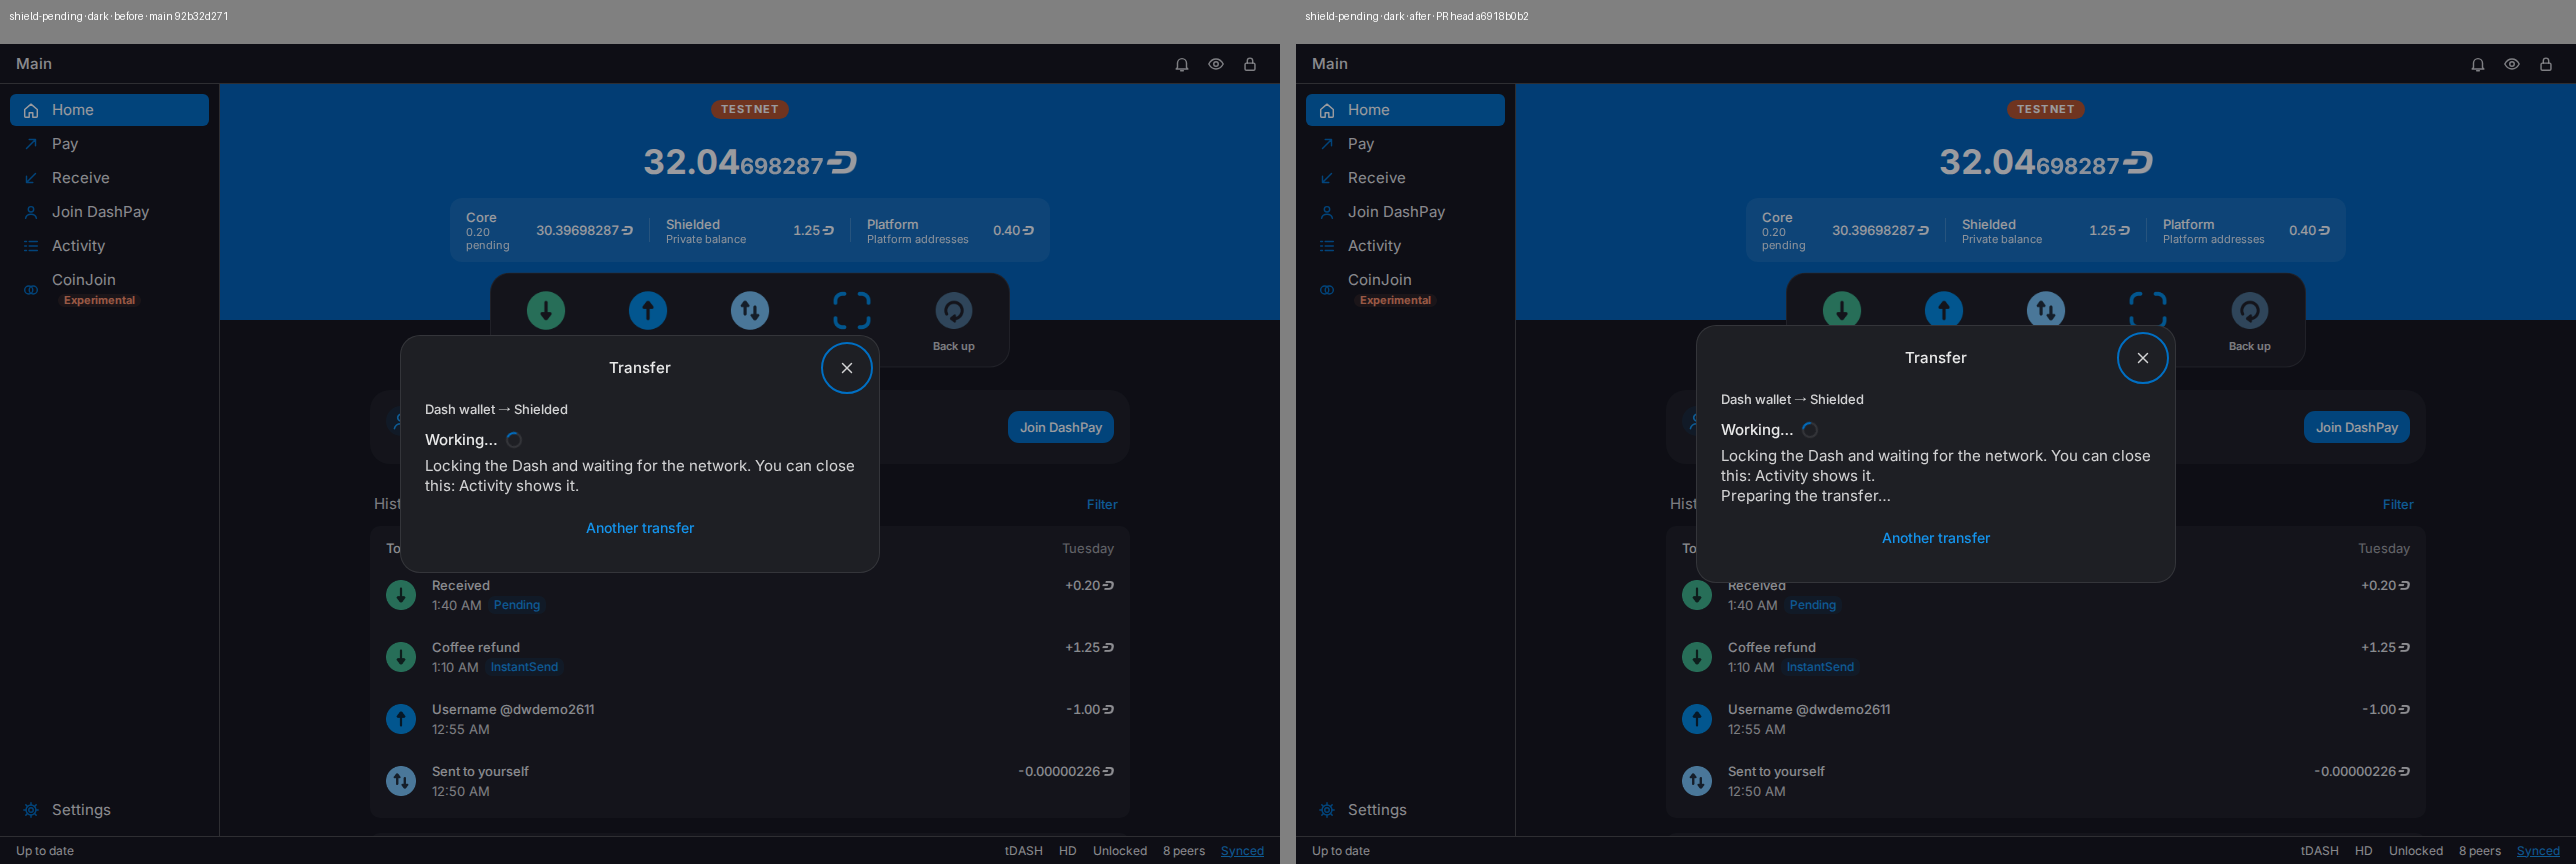 shield-pending · dark · before · main 92b32d271
Main
Home
Pay
Receive
Join DashPay
Activity
CoinJoin
Experimental
Settings
TESTNET
32.04698287
Core
0.20
pending
30.39698287
Shielded
Private balance
1.25
Platform
Platform addresses
0.40
Back up
Transfer
Dash wallet → Shielded
Working...
Locking the Dash and waiting for the network. You can close
this: Activity shows it.
Another transfer
Join DashPay
Hist
Filter
To
Tuesday
Received
+0.20
1:40 AM Pending
Coffee refund
+1.25
1:10 AM InstantSend
Username @dwdemo2611
-1.00
12:55 AM
Sent to yourself
-0.00000226
12:50 AM
Up to date
tDASH HD Unlocked 8 peers Synced
shield-pending · dark · after · PR head a6918b0b2
Main
Home
Pay
Receive
Join DashPay
Activity
CoinJoin
Experimental
Settings
TESTNET
32.04698287
Core
0.20
pending
30.39698287
Shielded
Private balance
1.25
Platform
Platform addresses
0.40
Back up
Transfer
Dash wallet → Shielded
Working...
Locking the Dash and waiting for the network. You can close
this: Activity shows it.
Preparing the transfer...
Another transfer
Join DashPay
Hist
Filter
To
Tuesday
Received
+0.20
1:40 AM Pending
Coffee refund
+1.25
1:10 AM InstantSend
Username @dwdemo2611
-1.00
12:55 AM
Sent to yourself
-0.00000226
12:50 AM
Up to date
tDASH HD Unlocked 8 peers Synced